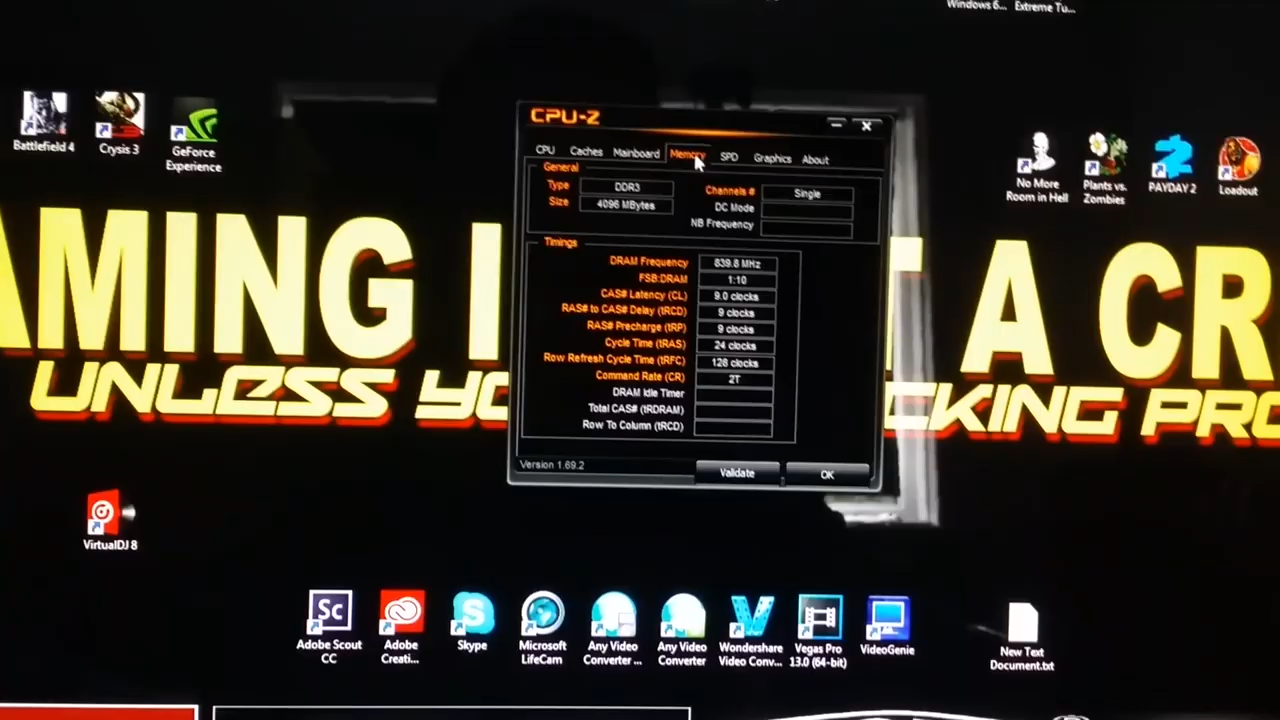 Windows 6... Extreme Tu...
Battlefield 4
Crysis 3
GeForce
Experience
No More
Room in Hell
Plants vs.
Zombies
PAYDAY 2
Loadout
CPU-Z
CPU Caches Mainboard Memory SPD Graphics About
General
Type DDR3 Channels # Single
Size 4096 MBytes DC Mode
NB Frequency
Timings
DRAM Frequency 839.8 MHz
FSB:DRAM 1:10
CAS# Latency (CL) 9.0 clocks
RAS# to CAS# Delay (tRCD) 9 clocks
RAS# Precharge (tRP) 9 clocks
Cycle Time (tRAS) 24 clocks
Row Refresh Cycle Time (tRFC) 128 clocks
Command Rate (CR) 2T
DRAM Idle Timer
Total CAS# (tRDRAM)
Row To Column (tRCD)
Version 1.69.2 Validate OK
AMING I T A CR
UNLESS YO CKING PRO
VirtualDJ 8
Sc
Adobe Scout
CC
Adobe
Creati...
Skype
Microsoft
LifeCam
Any Video
Converter ...
Any Video
Converter
Wondershare
Video Conv...
Vegas Pro
13.0 (64-bit)
VideoGenie
New Text
Document.txt